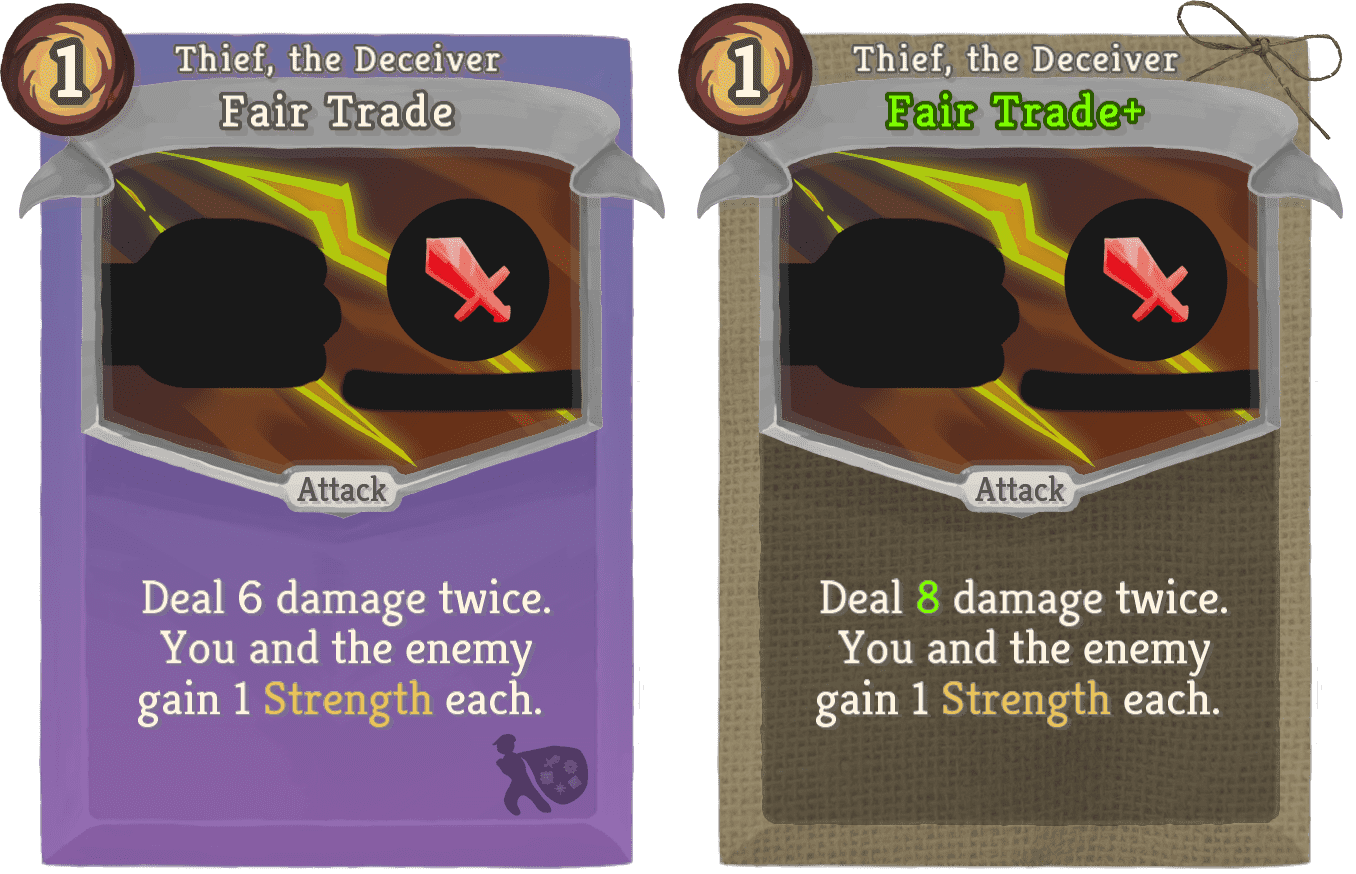 1
Thief, the Deceiver
Fair Trade
Attack
Deal 6 damage twice.
You and the enemy
gain 1 Strength each.
1
Thief, the Deceiver
Fair Trade+
Attack
Deal 8 damage twice.
You and the enemy
gain 1 Strength each.